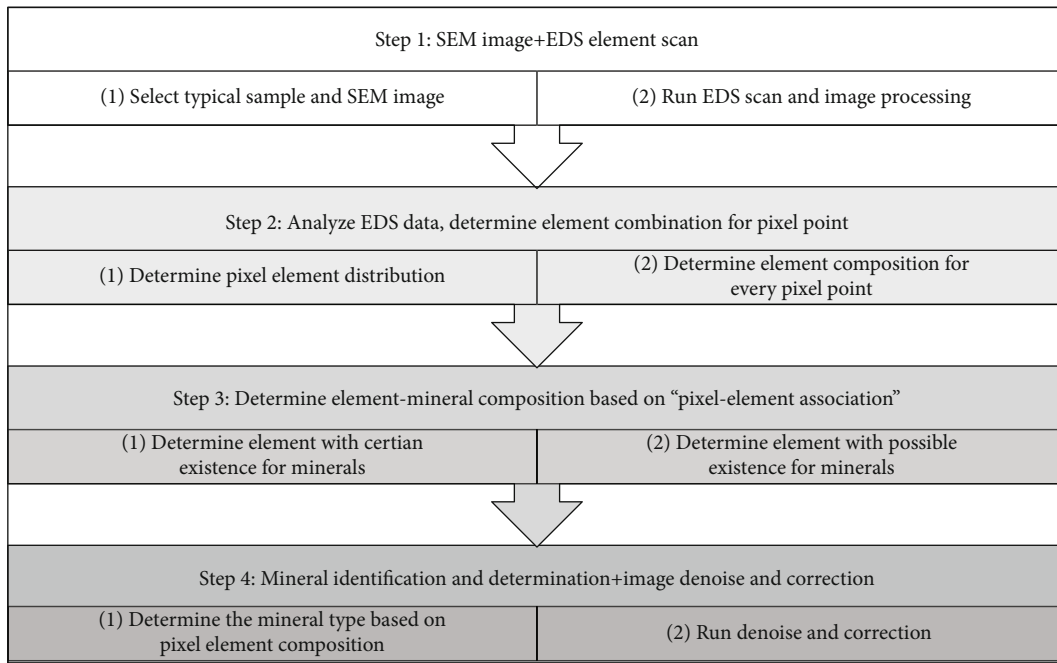 Step 1: SEM image+EDS element scan
(1) Select typical sample and SEM image
(2) Run EDS scan and image processing
Step 2: Analyze EDS data, determine element combination for pixel point
(1) Determine pixel element distribution
(2) Determine element composition for
every pixel point
Step 3: Determine element-mineral composition based on “pixel-element association”
(1) Determine element with certian
existence for minerals
(2) Determine element with possible
existence for minerals
Step 4: Mineral identification and determination+image denoise and correction
(1) Determine the mineral type based on
pixel element composition
(2) Run denoise and correction